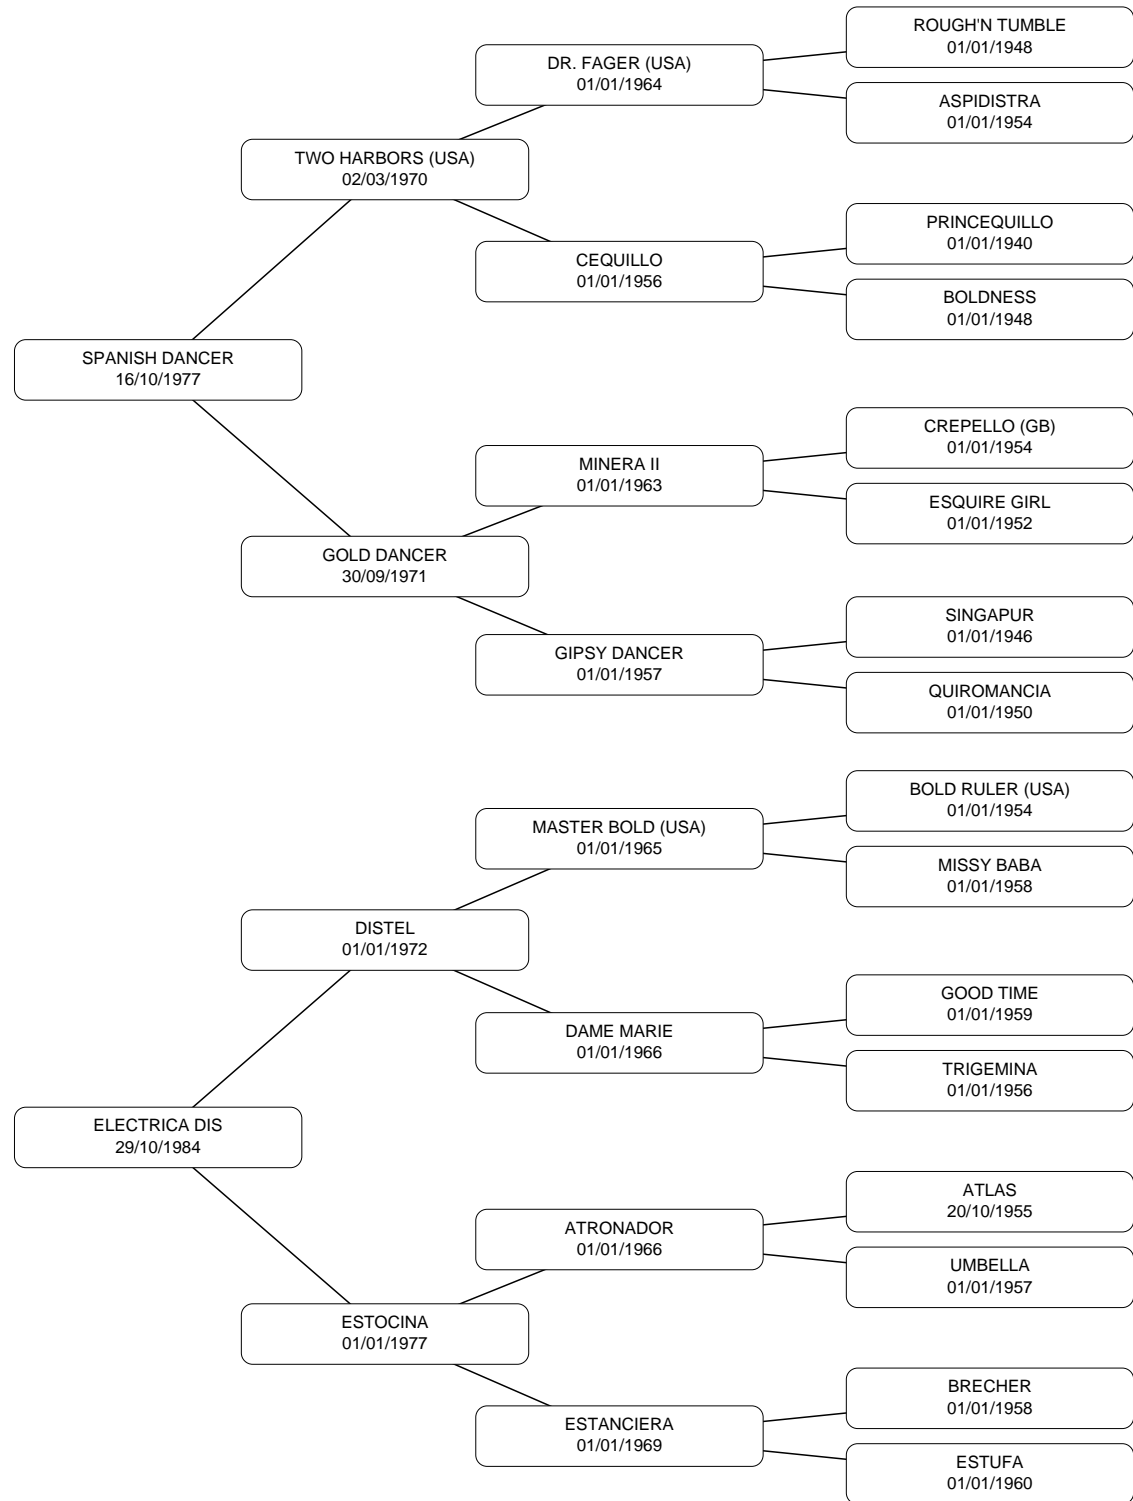 ROUGH'N TUMBLE
01/01/1948
DR. FAGER (USA)
01/01/1964
ASPIDISTRA
01/01/1954
TWO HARBORS (USA)
02/03/1970
PRINCEQUILLO
01/01/1940
CEQUILLO
01/01/1956
BOLDNESS
01/01/1948
SPANISH DANCER
16/10/1977
CREPELLO (GB)
01/01/1954
MINERA II
01/01/1963
ESQUIRE GIRL
01/01/1952
GOLD DANCER
30/09/1971
SINGAPUR
01/01/1946
GIPSY DANCER
01/01/1957
QUIROMANCIA
01/01/1950
BOLD RULER (USA)
01/01/1954
MASTER BOLD (USA)
01/01/1965
MISSY BABA
01/01/1958
DISTEL
01/01/1972
GOOD TIME
01/01/1959
DAME MARIE
01/01/1966
TRIGEMINA
01/01/1956
ELECTRICA DIS
29/10/1984
ATLAS
20/10/1955
ATRONADOR
01/01/1966
UMBELLA
01/01/1957
ESTOCINA
01/01/1977
BRECHER
01/01/1958
ESTANCIERA
01/01/1969
ESTUFA
01/01/1960